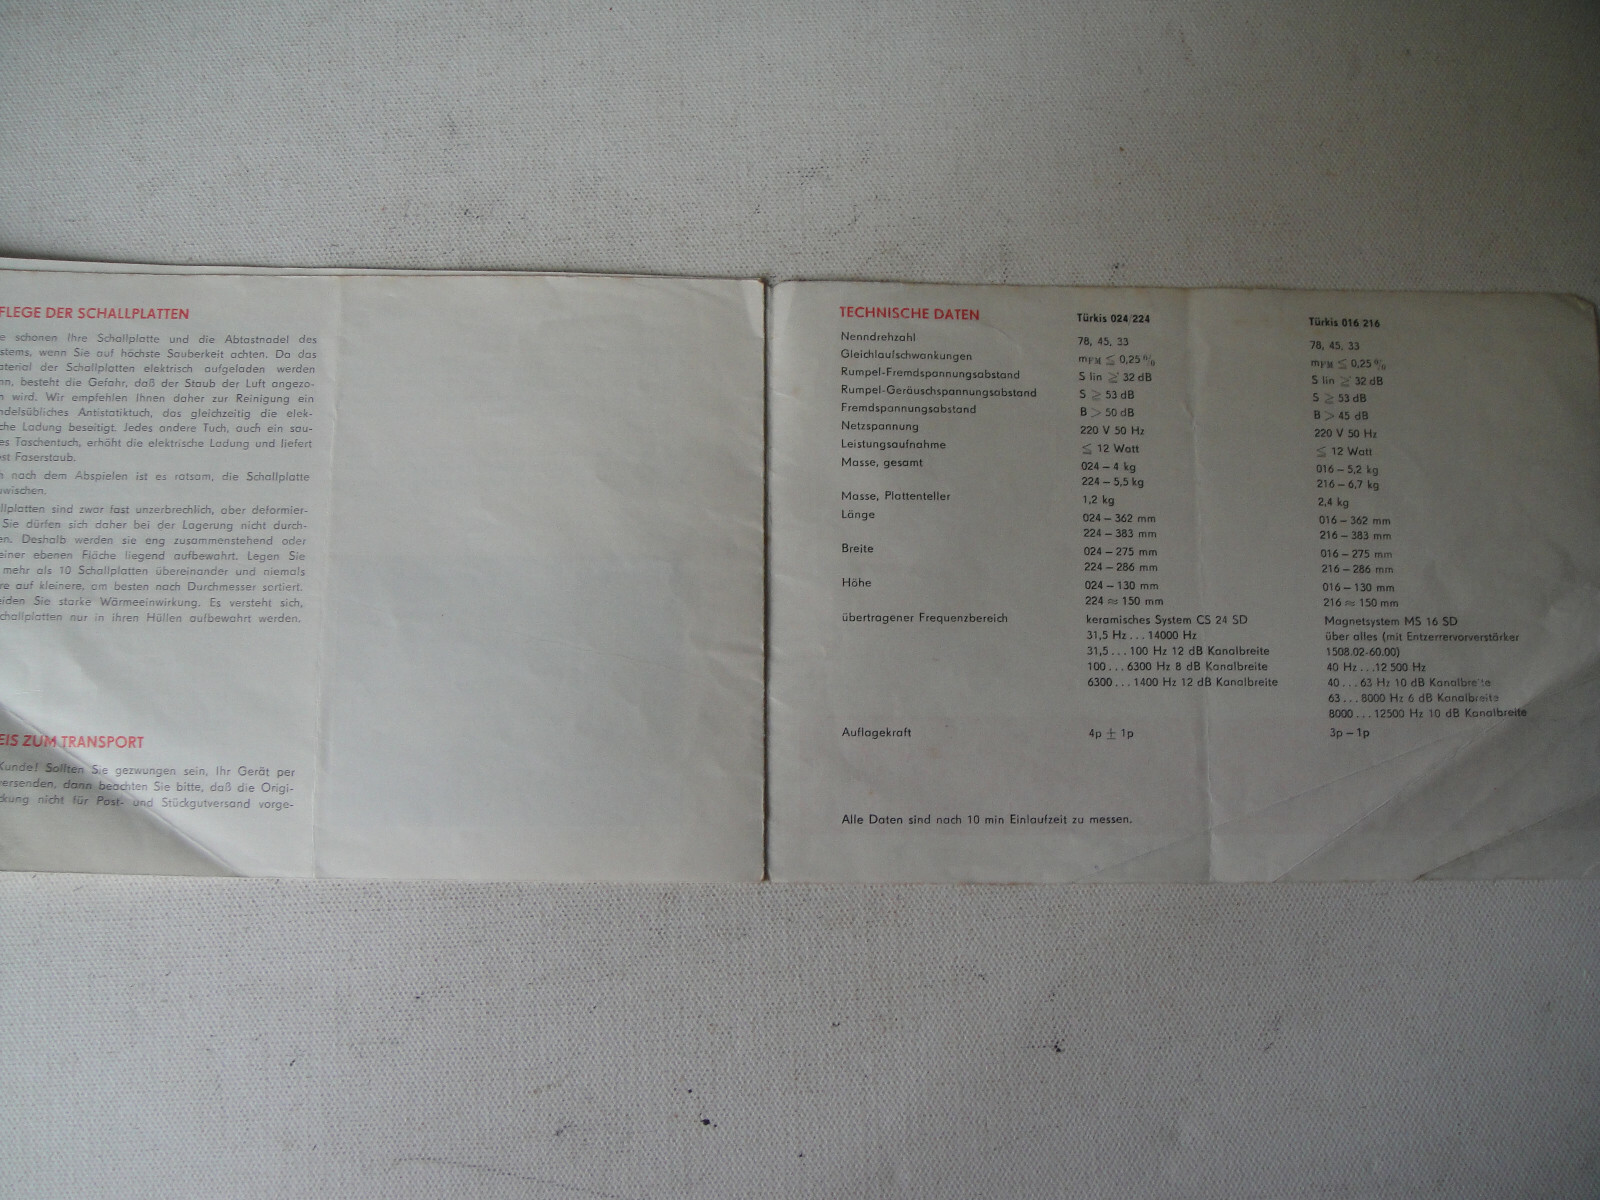 FLEGE DER SCHALLPLATTEN
schonen Ihre Schallplatte und die Abtastnadel des
stems, wenn Sie auf höchste Sauberkeit achten. Da das
aterial der Schallplatten elektrisch aufgeladen werden
nn, besteht die Gefahr, daß der Staub der Luft angezo-
n wird. Wir empfehlen Ihnen daher zur Reinigung ein
ndelsübliches Antistatiktuch, das gleichzeitig die elek-
che Ladung beseitigt. Jedes andere Tuch, auch ein sau-
es Taschentuch, erhöht die elektrische Ladung und liefert
st Faserstaub.
h nach dem Abspielen ist es ratsam, die Schallplatte
uwischen.
llplatten sind zwar fast unzerbrechlich, aber deformier-
Sie dürfen sich daher bei der Lagerung nicht durch-
en. Deshalb werden sie eng zusammenstehend oder
einer ebenen Fläche liegend aufbewahrt. Legen Sie
mehr als 10 Schallplatten übereinander und niemals
re auf kleinere, am besten nach Durchmesser sortiert.
eiden Sie starke Wärmeeinwirkung. Es versteht sich,
challplatten nur in ihren Hüllen aufbewahrt werden.
EIS ZUM TRANSPORT
Kunde! Sollten Sie gezwungen sein, Ihr Gerät per
ersenden, dann beachten Sie bitte, daß die Origi-
ckung nicht für Post- und Stückgutversand vorge-
TECHNISCHE DATEN Türkis 024/224 Türkis 016/216
Nenndrehzahl 78, 45, 33 78, 45, 33
Gleichlaufschwankungen mFM ≤ 0,25 % mFM ≤ 0,25 %
Rumpel-Fremdspannungsabstand S lin ≥ 32 dB S lin ≥ 32 dB
Rumpel-Geräuschspannungsabstand S ≥ 53 dB S ≥ 53 dB
Fremdspannungsabstand B > 50 dB B > 45 dB
Netzspannung 220 V 50 Hz 220 V 50 Hz
Leistungsaufnahme ≤ 12 Watt ≤ 12 Watt
Masse, gesamt 024 – 4 kg 016 – 5,2 kg
224 – 5,5 kg 216 – 6,7 kg
Masse, Plattenteller 1,2 kg 2,4 kg
Länge 024 – 362 mm 016 – 362 mm
224 – 383 mm 216 – 383 mm
Breite 024 – 275 mm 016 – 275 mm
224 – 286 mm 216 – 286 mm
Höhe 024 – 130 mm 016 – 130 mm
224 ≈ 150 mm 216 ≈ 150 mm
übertragener Frequenzbereich keramisches System CS 24 SD Magnetsystem MS 16 SD
31,5 Hz... 14000 Hz über alles (mit Entzerrervorverstärker
31,5... 100 Hz 12 dB Kanalbreite 1508.02-60.00)
100... 6300 Hz 8 dB Kanalbreite 40 Hz... 12 500 Hz
6300... 1400 Hz 12 dB Kanalbreite 40... 63 Hz 10 dB Kanalbreite
63... 8000 Hz 6 dB Kanalbreite
8000... 12500 Hz 10 dB Kanalbreite
Auflagekraft 4p ± 1p 3p – 1p
Alle Daten sind nach 10 min Einlaufzeit zu messen.